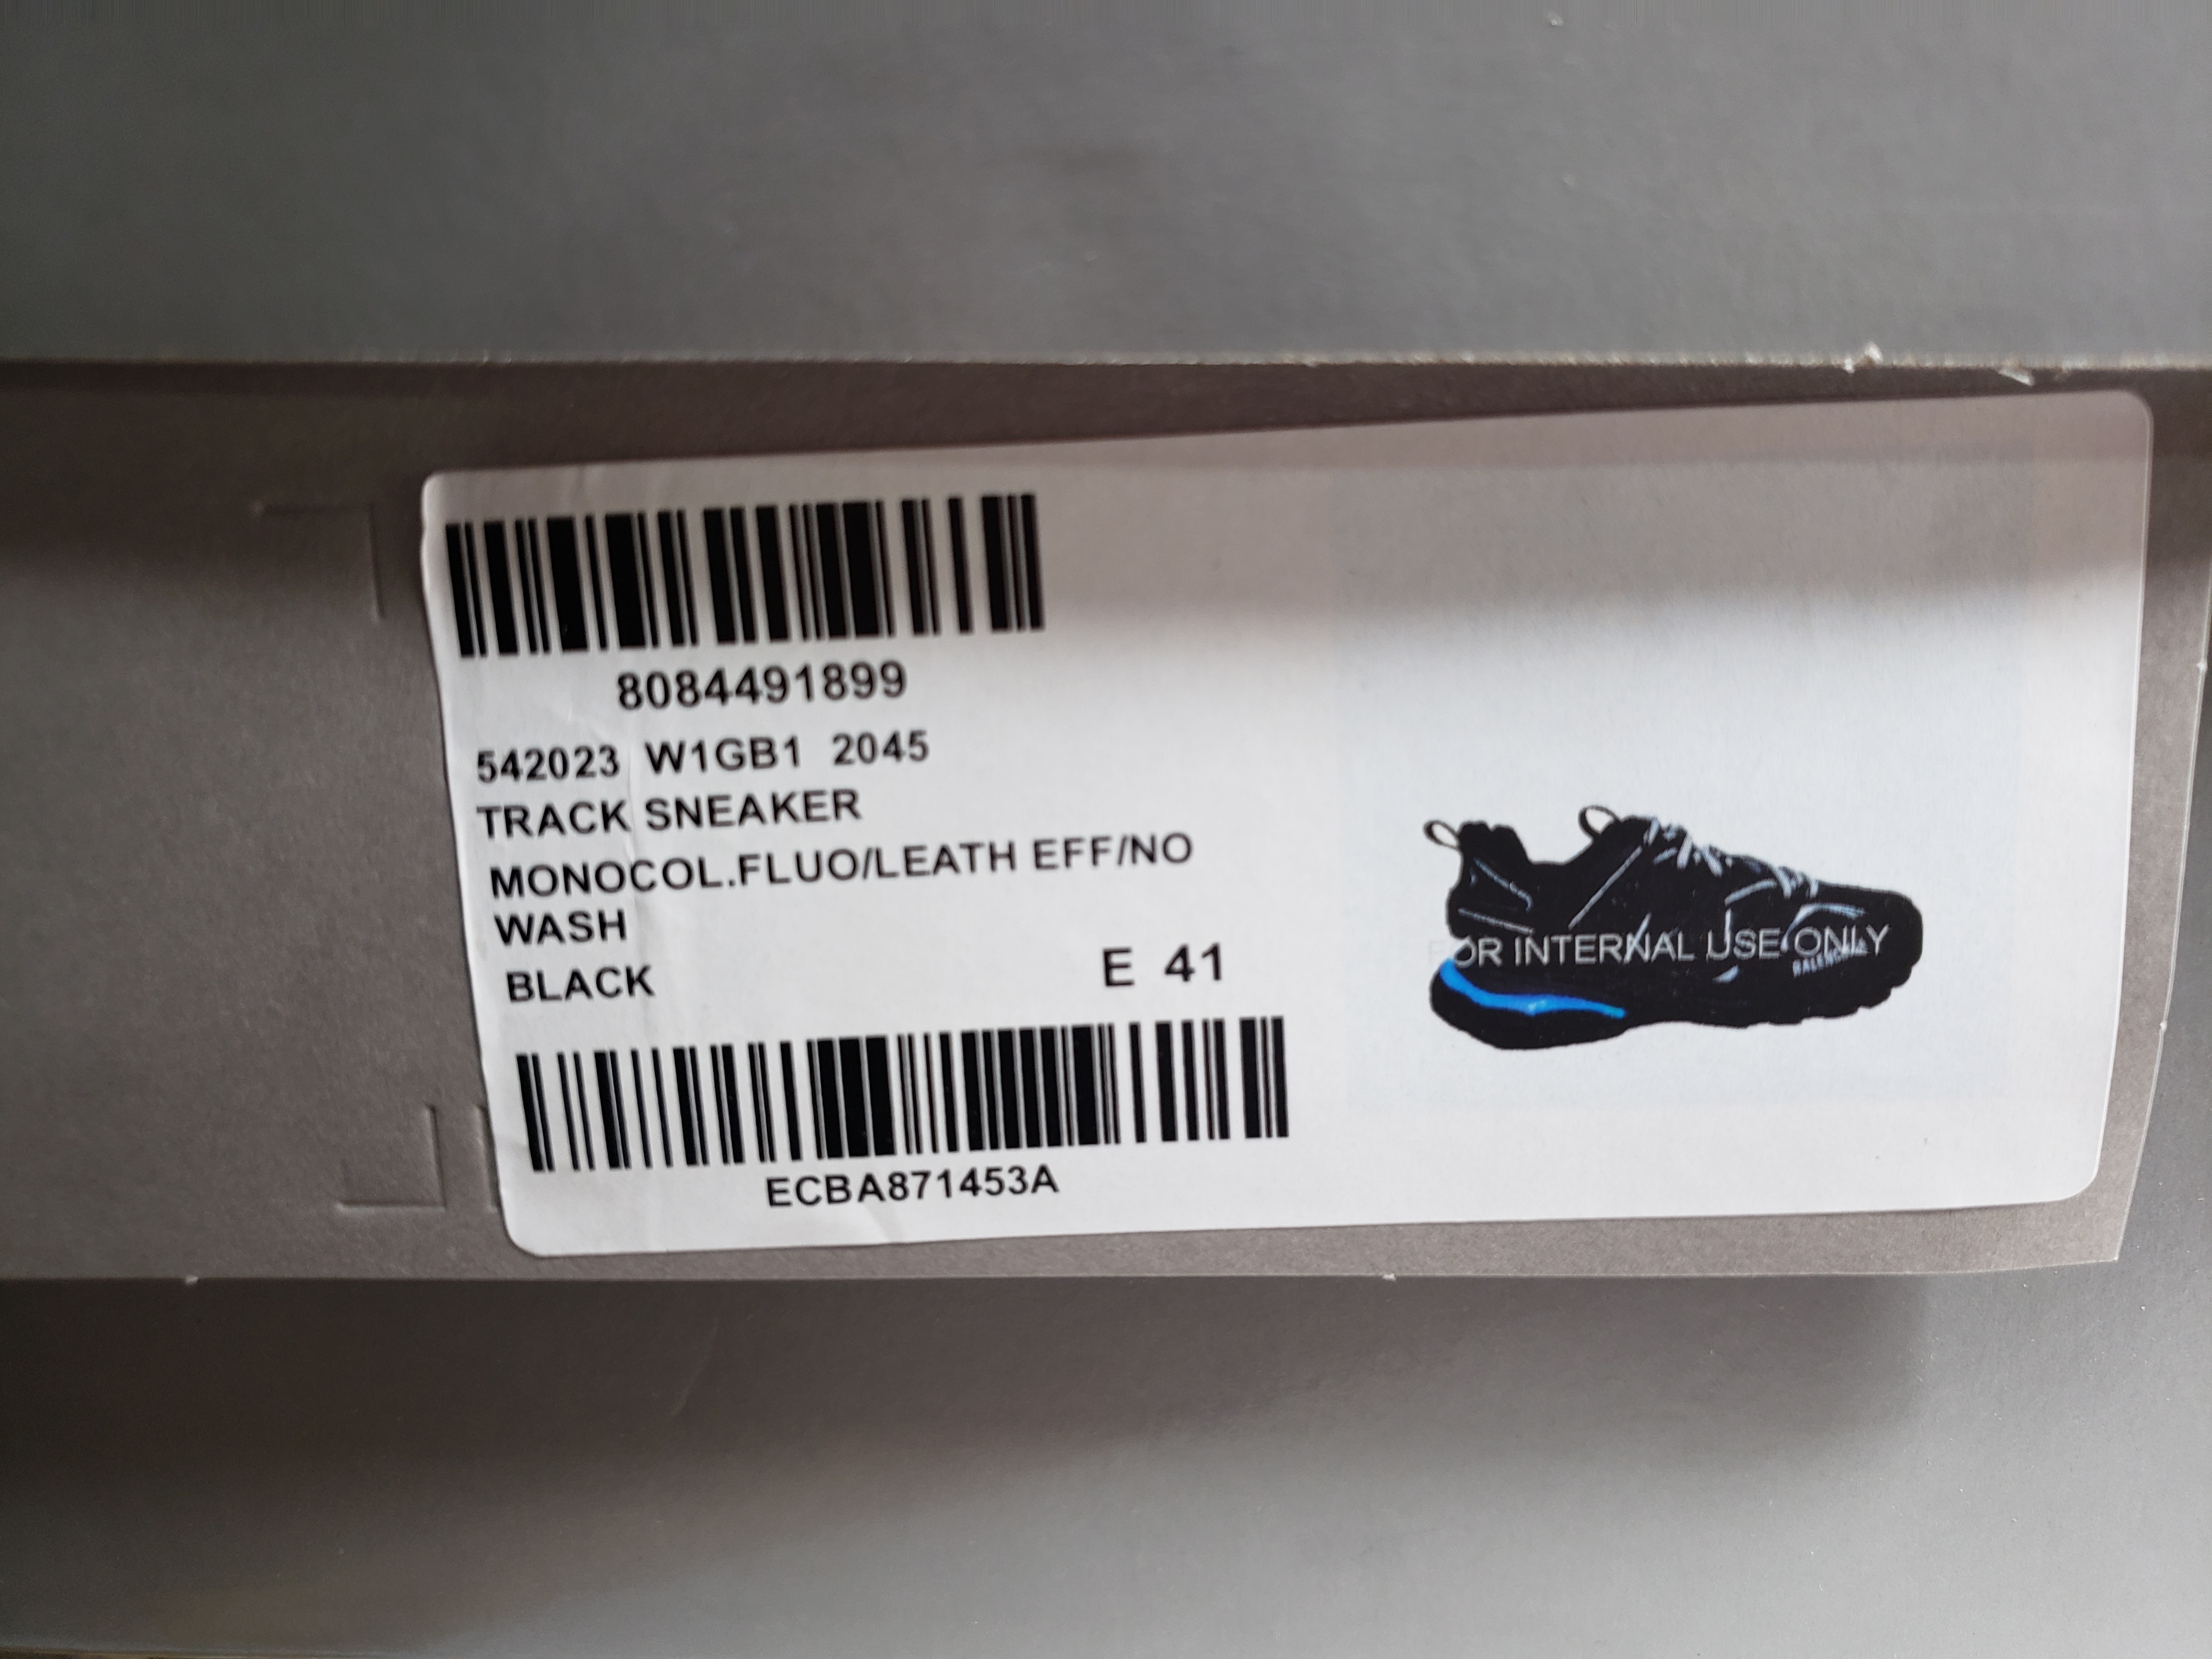 8084491899
542023 W1GB1 2045
TRACK SNEAKER
MONOCOL.FLUO/LEATH EFF/NO
WASH
BLACK E 41
ECBA871453A
FOR INTERNAL USE ONLY